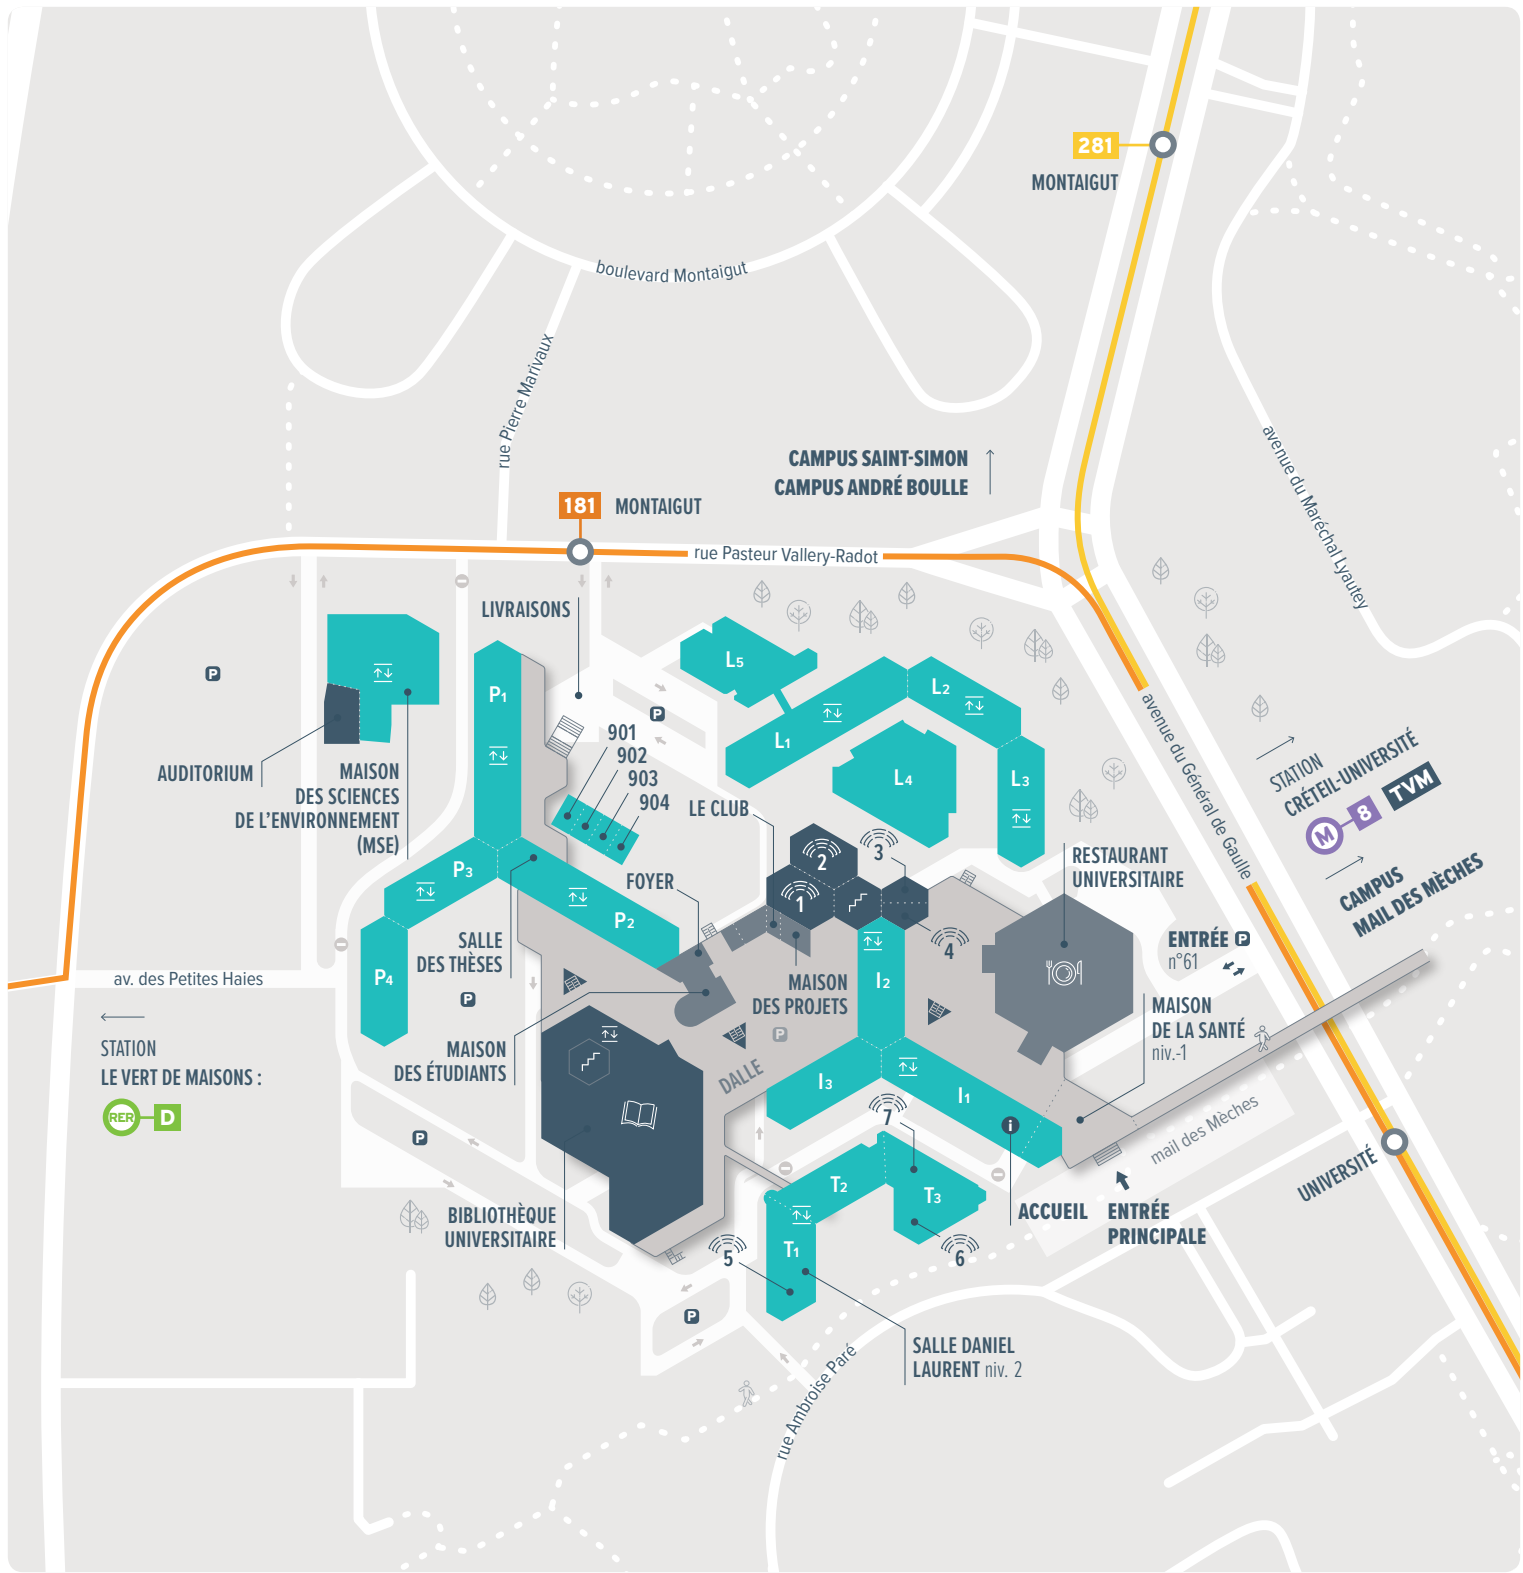 281
MONTAIGUT
boulevard Montaigut
rue Pierre Marivaux
avenue du Maréchal Lyautey
CAMPUS SAINT-SIMON
CAMPUS ANDRÉ BOULLE
181 MONTAIGUT
rue Pasteur Vallery-Radot
LIVRAISONS
P
L5
L2
P1
P
L1
L4
L3
901
902
903
904
AUDITORIUM
MAISON
DES SCIENCES
DE L'ENVIRONNEMENT
(MSE)
avenue du Général de Gaulle
STATION
CRÉTEIL-UNIVERSITÉ
M 8 TVM
CAMPUS
MAIL DES MÈCHES
LE CLUB
2
3
1
4
RESTAURANT
UNIVERSITAIRE
P3
FOYER
P2
SALLE
DES THÈSES
P4
av. des Petites Haies
P
MAISON
DES PROJETS
I2
ENTRÉE P
n°61
MAISON
DE LA SANTÉ
niv.-1
STATION
LE VERT DE MAISONS :
RER D
MAISON
DES ÉTUDIANTS
P
DALLE
I3
I1
i
7
P
mail des Mèches
UNIVERSITÉ
T2
T3
ACCUEIL
ENTRÉE
PRINCIPALE
BIBLIOTHÈQUE
UNIVERSITAIRE
5
T1
6
P
SALLE DANIEL
LAURENT niv. 2
rue Ambroise Paré